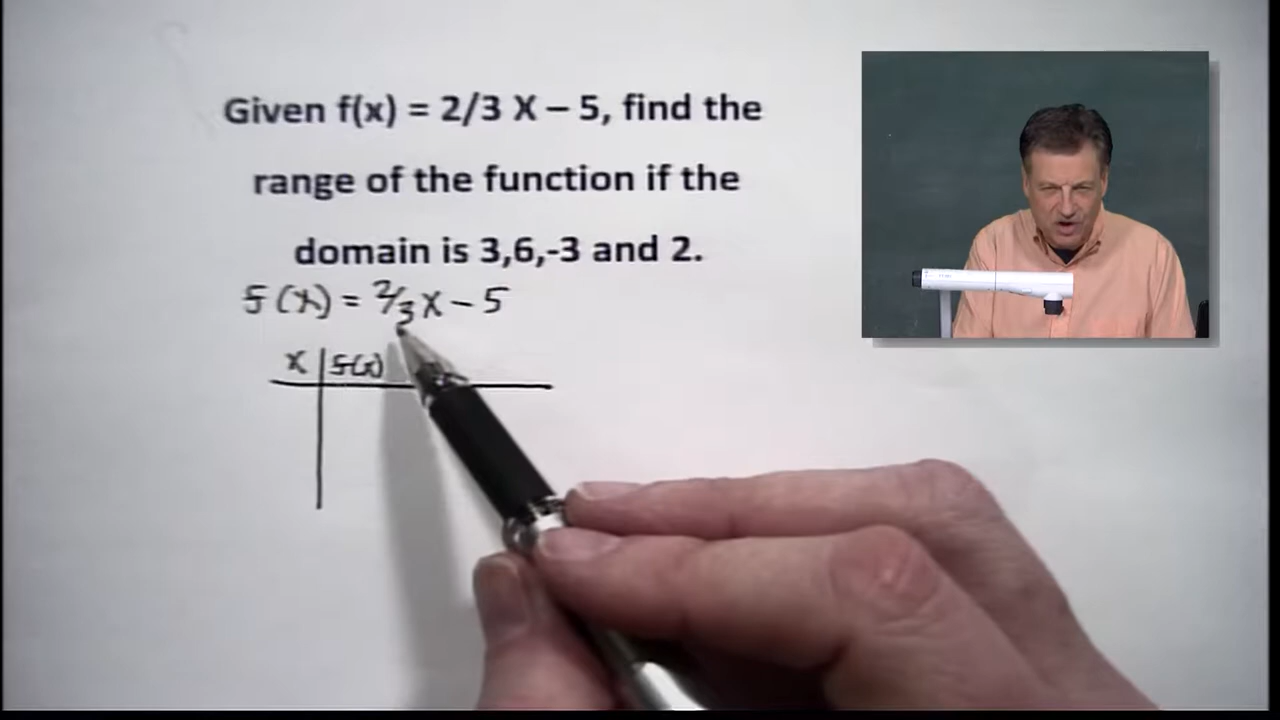 Given f(x) = 2/3 X – 5, find the
range of the function if the
domain is 3,6,-3 and 2.
f(x) = 2/3 x - 5
x | f(x)